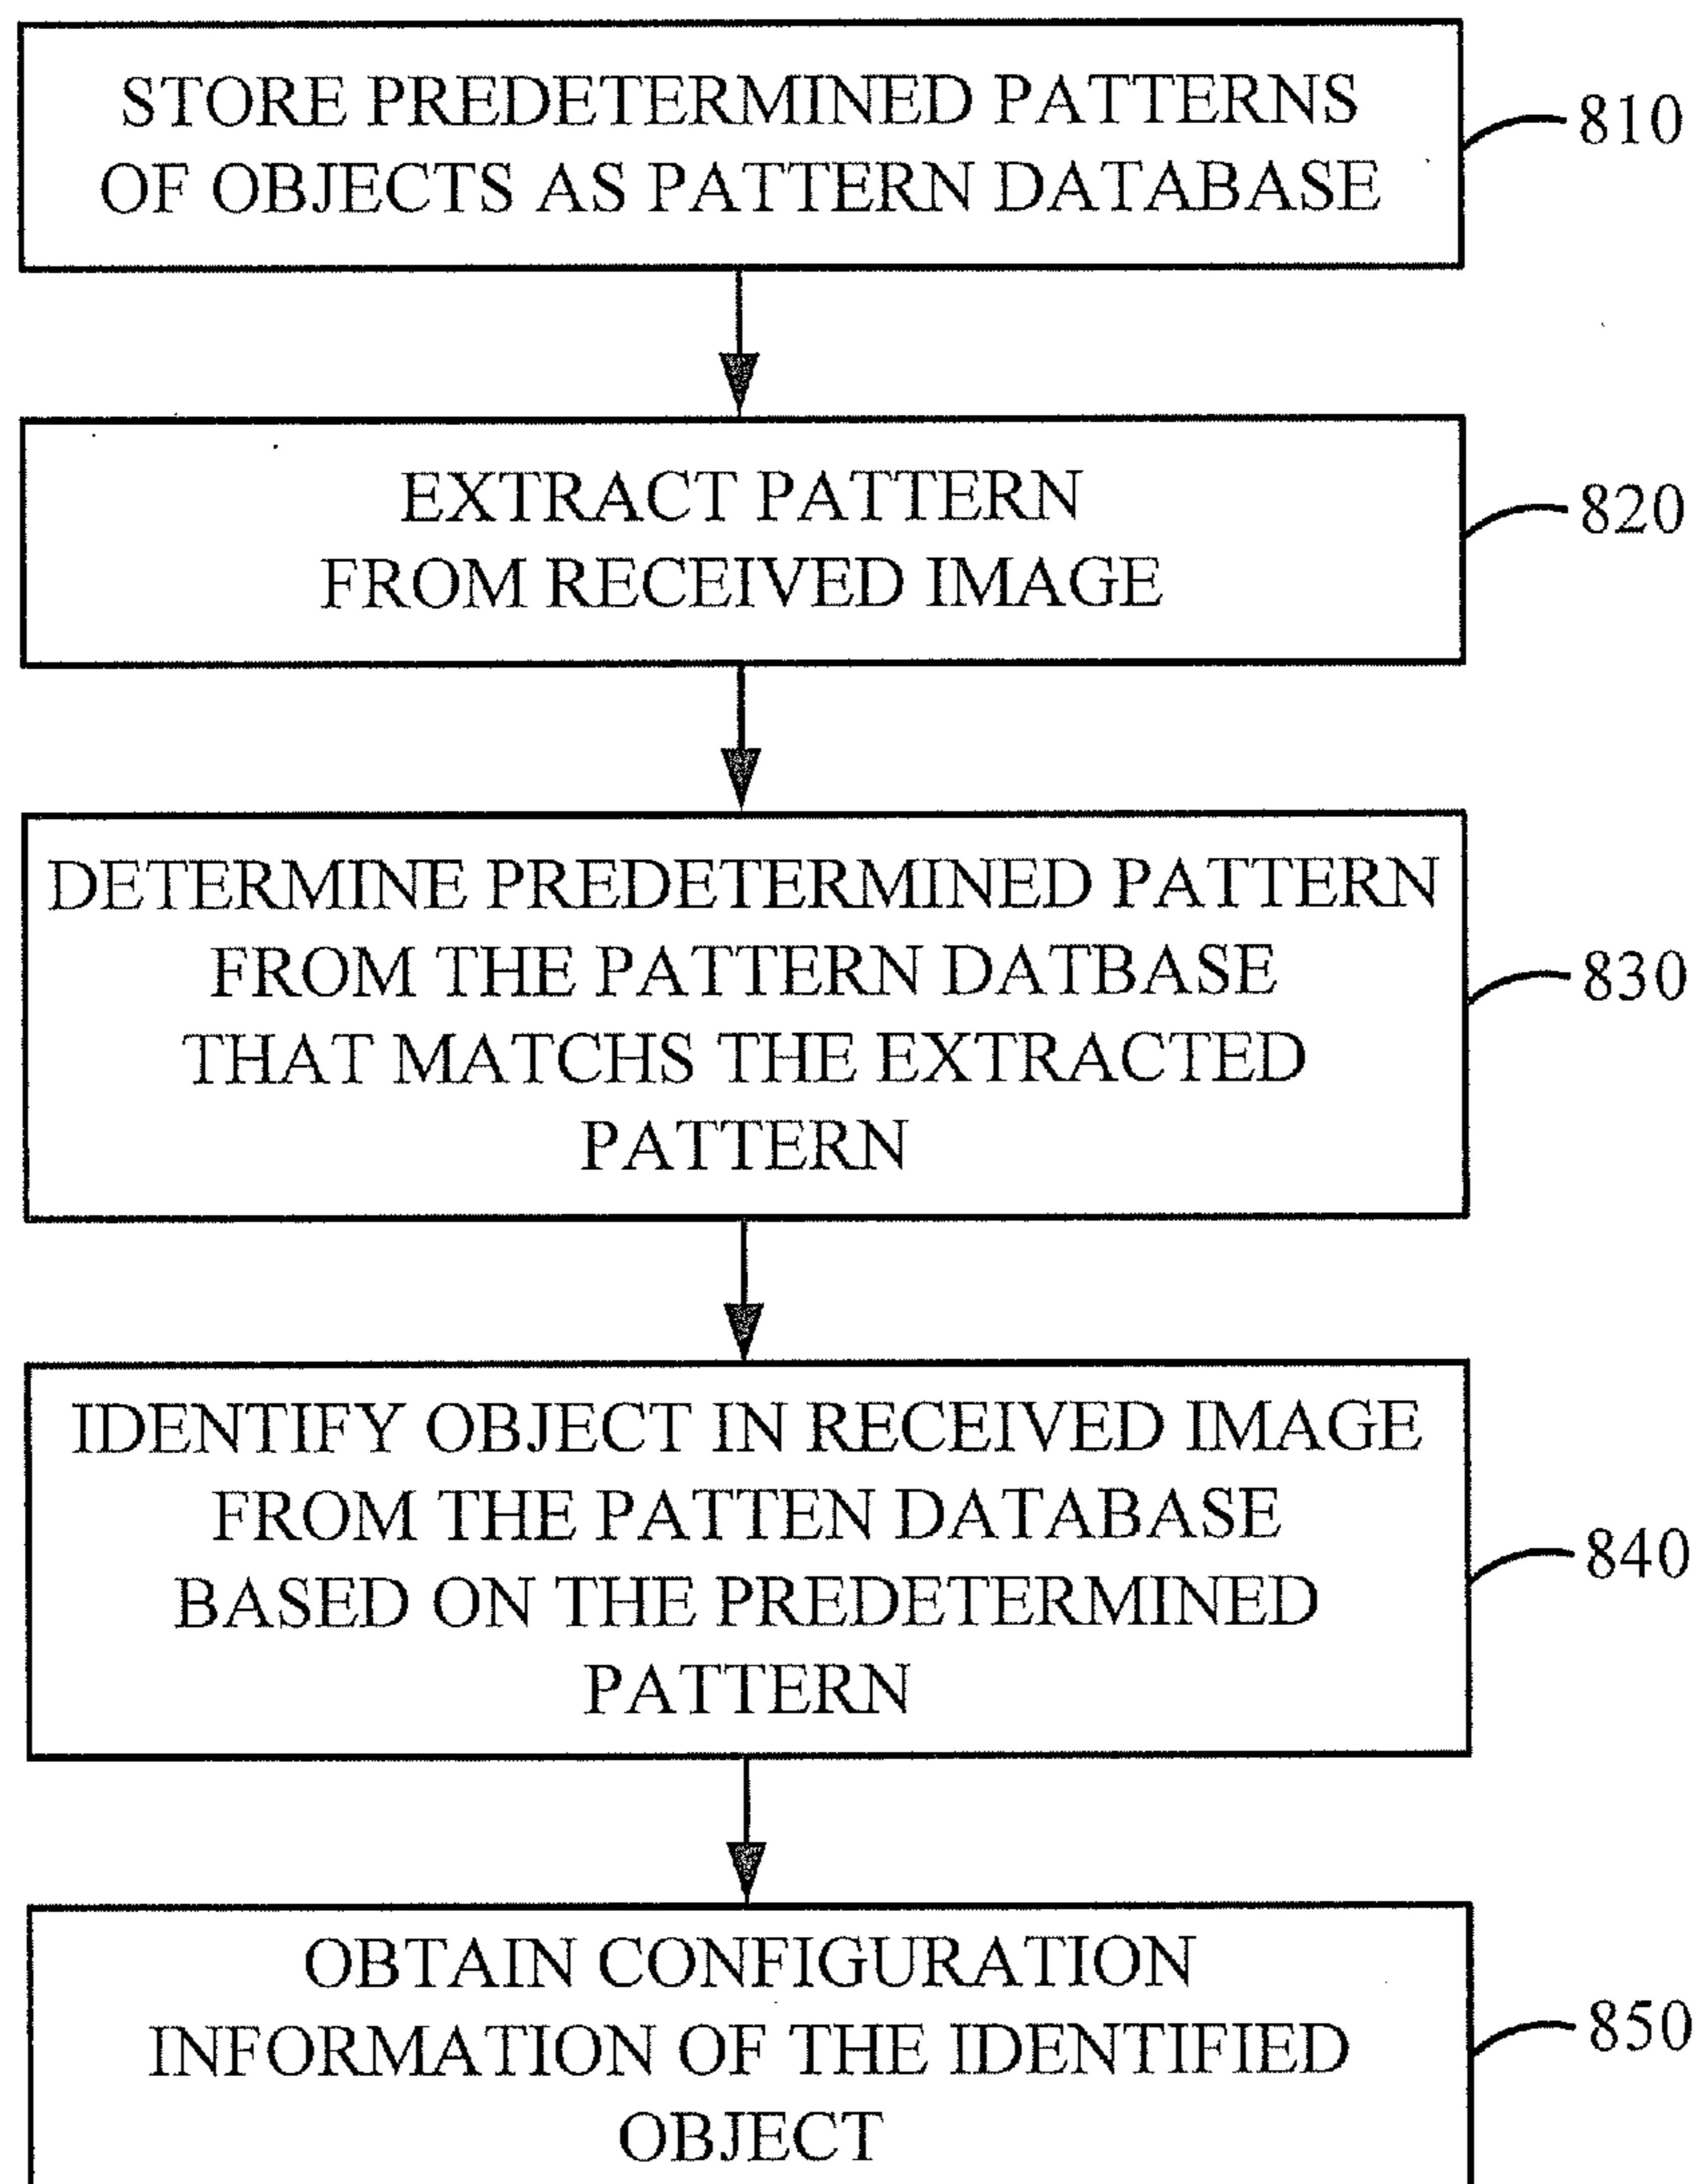 STORE PREDETERMINED PATTERNS
OF OBJECTS AS PATTERN DATABASE
810
EXTRACT PATTERN
FROM RECEIVED IMAGE
820
DETERMINE PREDETERMINED PATTERN
FROM THE PATTERN DATBASE
THAT MATCHS THE EXTRACTED
PATTERN
830
IDENTIFY OBJECT IN RECEIVED IMAGE
FROM THE PATTEN DATABASE
BASED ON THE PREDETERMINED
PATTERN
840
OBTAIN CONFIGURATION
INFORMATION OF THE IDENTIFIED
OBJECT
850